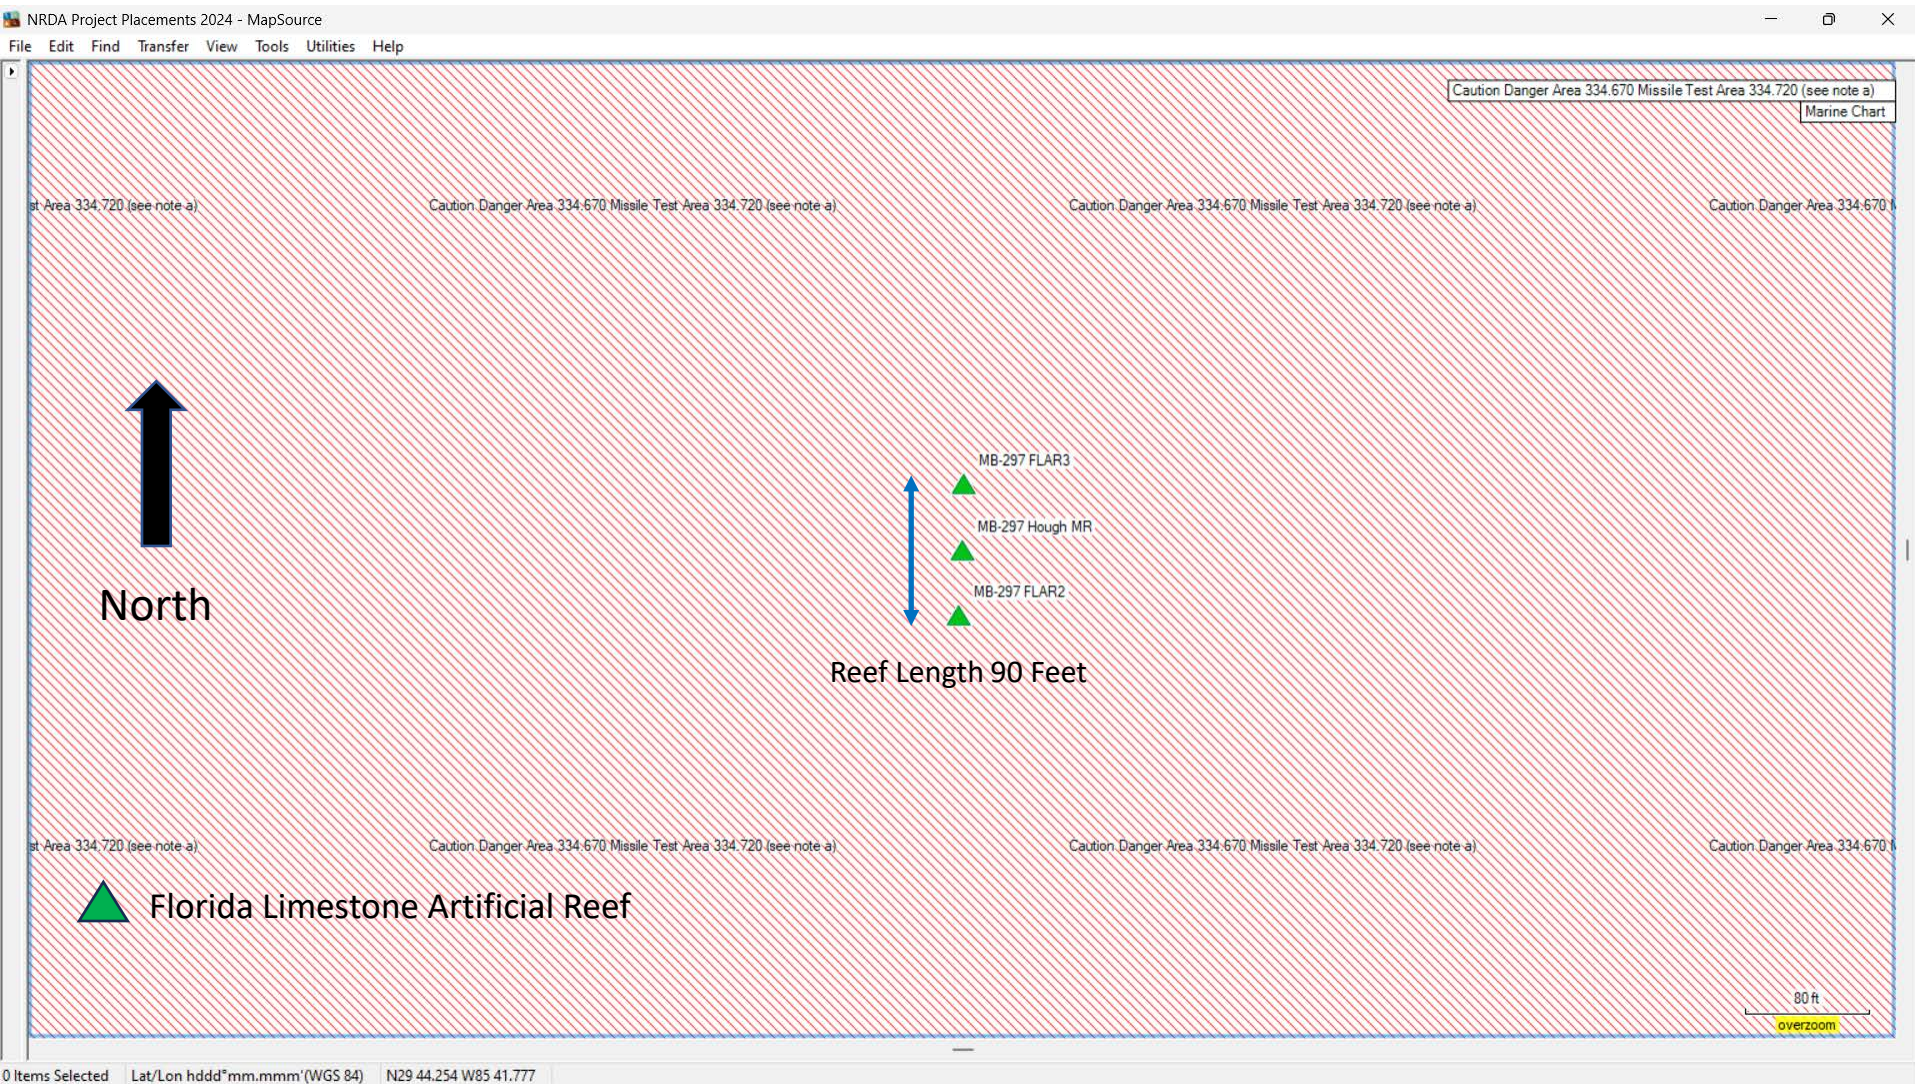 NRDA Project Placements 2024 - MapSource
File Edit Find Transfer View Tools Utilities Help
Caution Danger Area 334.670 Missile Test Area 334.720 (see note a)
Marine Chart
st Area 334.720 (see note a)
Caution Danger Area 334.670 Missile Test Area 334.720 (see note a)
Caution Danger Area 334.670 Missile Test Area 334.720 (see note a)
Caution Danger Area 334.670 M
MB-297 FLAR3
MB-297 Hough MR
MB-297 FLAR2
North
Reef Length 90 Feet
st Area 334.720 (see note a)
Caution Danger Area 334.670 Missile Test Area 334.720 (see note a)
Caution Danger Area 334.670 Missile Test Area 334.720 (see note a)
Caution Danger Area 334.670 M
Florida Limestone Artificial Reef
80 ft
overzoom
0 Items Selected Lat/Lon hddd°mm.mmm'(WGS 84) N29 44.254 W85 41.777